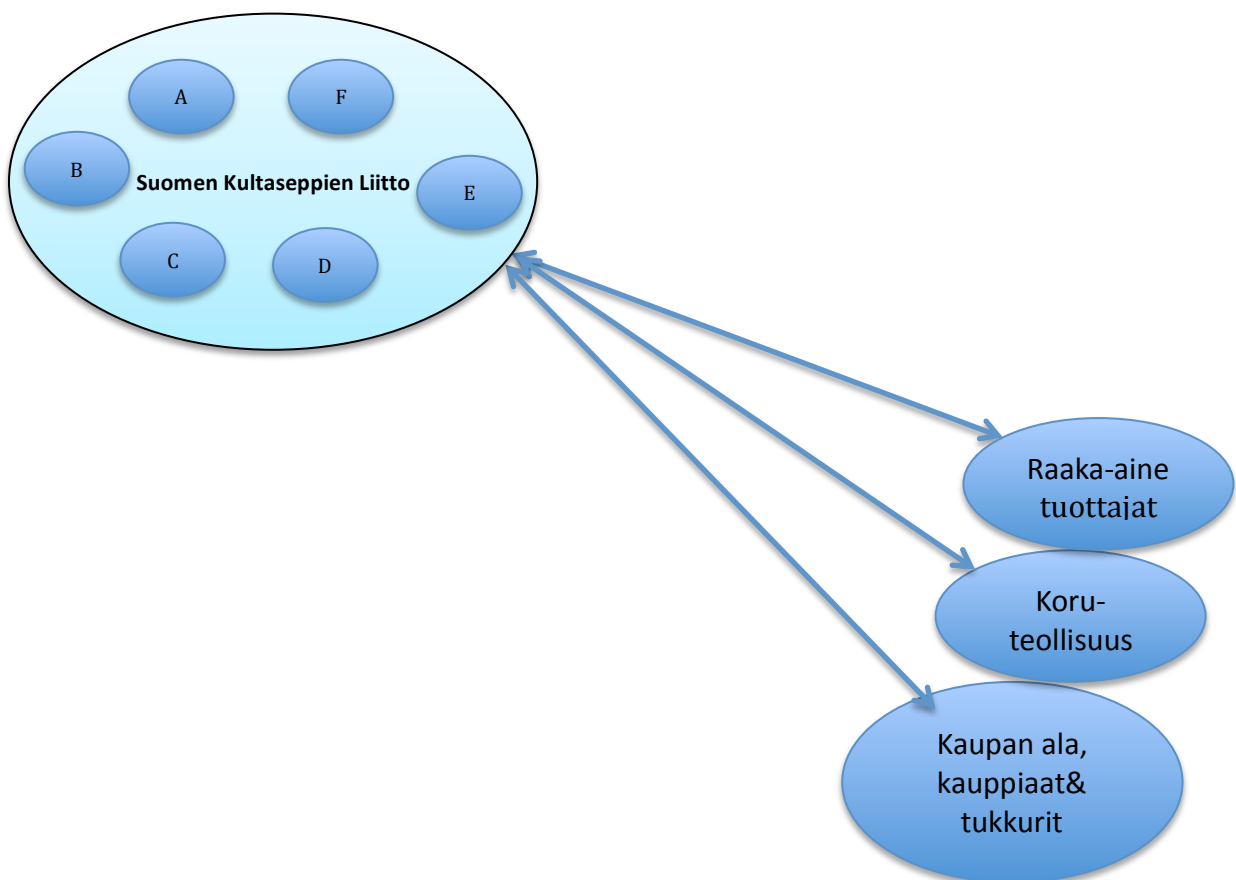 A
F
B
Suomen Kultaseppien Liitto
E
C
D
Raaka-aine
tuottajat
Koru-
teollisuus
Kaupan ala,
kauppiaat&
tukkurit